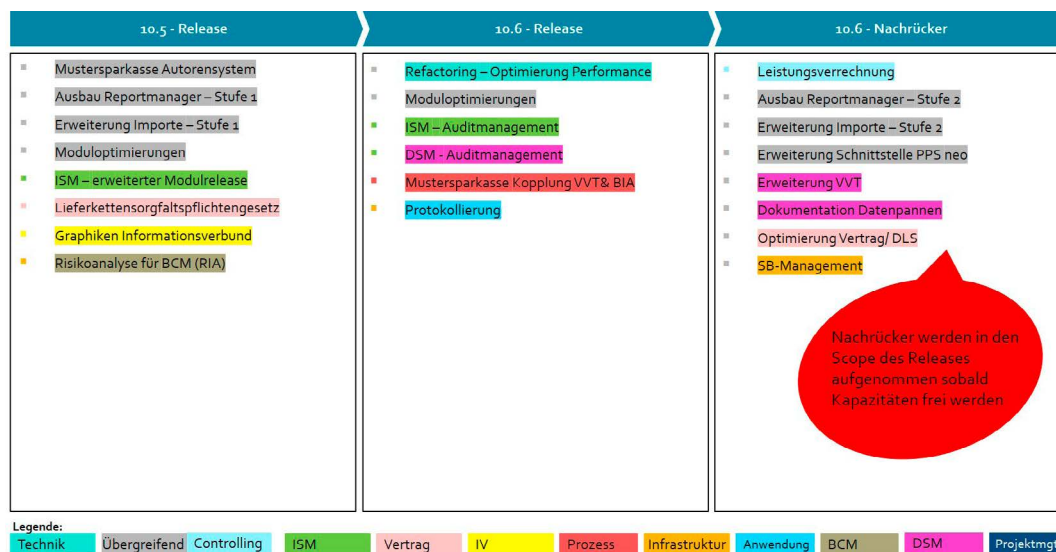 10.5 - Release
10.6 - Release
10.6 - Nachrücker
Mustersparkasse Autorensystem
Ausbau Reportmanager – Stufe 1
Erweiterung Importe – Stufe 1
Moduloptimierungen
ISM – erweiterter Modulrelease
Lieferkettensorgfaltspflichtengesetz
Graphiken Informationsverbund
Risikoanalyse für BCM (RIA)
Refactoring – Optimierung Performance
Moduloptimierungen
ISM – Auditmanagement
DSM - Auditmanagement
Mustersparkasse Kopplung VVT& BIA
Protokollierung
Leistungsverrechnung
Ausbau Reportmanager – Stufe 2
Erweiterung Importe – Stufe 2
Erweiterung Schnittstelle PPS neo
Erweiterung VVT
Dokumentation Datenpannen
Optimierung Vertrag/ DLS
SB-Management
Nachrücker werden in den
Scope des Releases
aufgenommen sobald
Kapazitäten frei werden
Legende:
Technik
Übergreifend
Controlling
ISM
Vertrag
IV
Prozess
Infrastruktur
Anwendung
BCM
DSM
Projektmgt